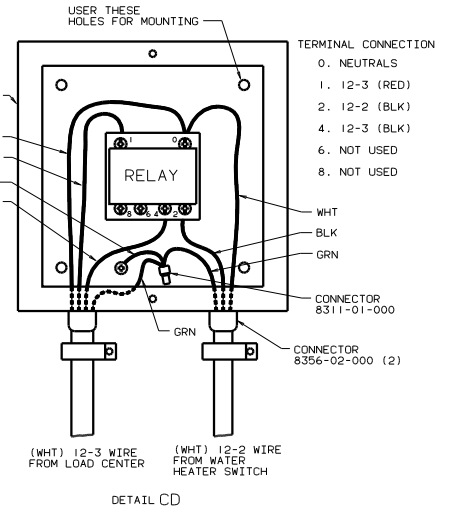 USER THESE
HOLES FOR MOUNTING
TERMINAL CONNECTION
0. NEUTRALS
1. 12-3 (RED)
2. 12-2 (BLK)
4. 12-3 (BLK)
6. NOT USED
8. NOT USED
1 0
RELAY
8 6 4 2
WHT
BLK
GRN
CONNECTOR
8311-01-000
GRN
CONNECTOR
8356-02-000 (2)
(WHT) 12-3 WIRE
FROM LOAD CENTER
(WHT) 12-2 WIRE
FROM WATER
HEATER SWITCH
DETAIL CD